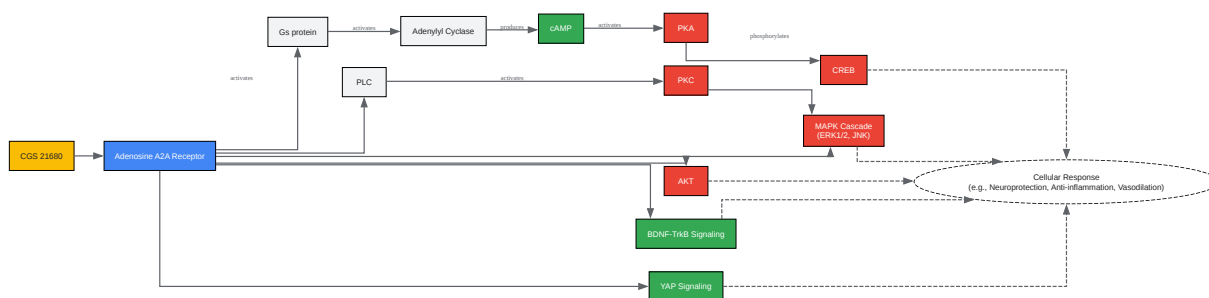 Gs protein
activates
Adenylyl Cyclase
produces
cAMP
activates
PKA
phosphorylates
CREB
activates
PLC
activates
PKC
MAPK Cascade
(ERK1/2, JNK)
CGS 21680
Adenosine A2A Receptor
AKT
Cellular Response
(e.g., Neuroprotection, Anti-inflammation, Vasodilation)
BDNF-TrkB Signaling
YAP Signaling